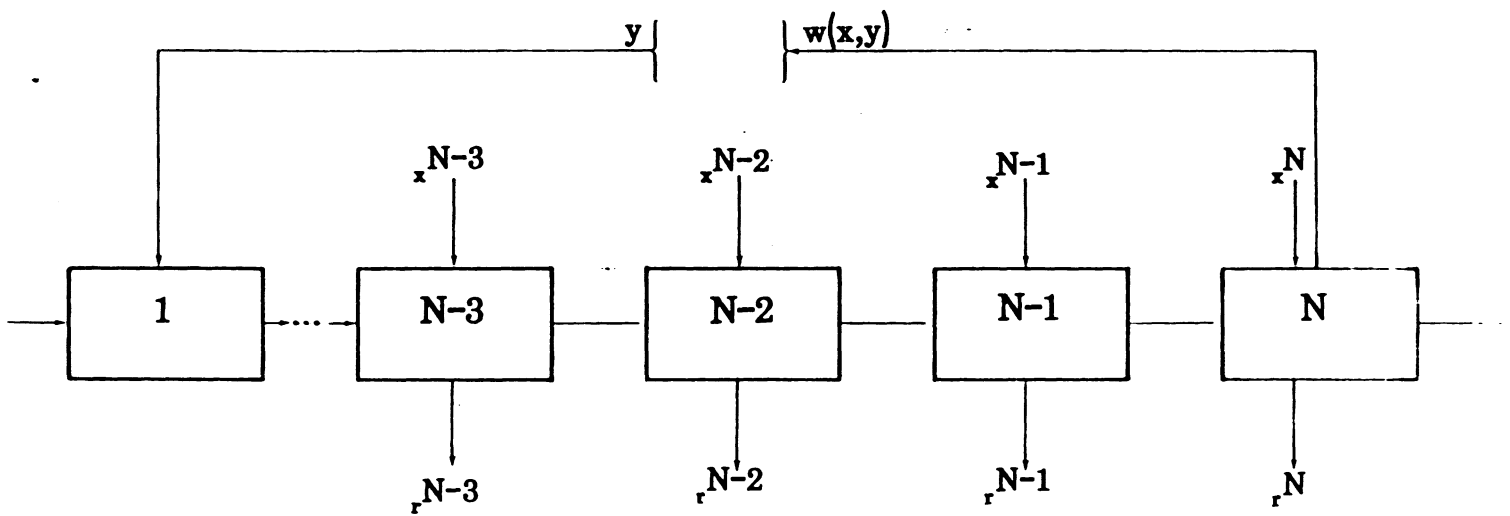 y w(x,y)
x N-3 x N-2 x N-1 x N
1 ... N-3 N-2 N-1 N
r N-3 r N-2 r N-1 r N